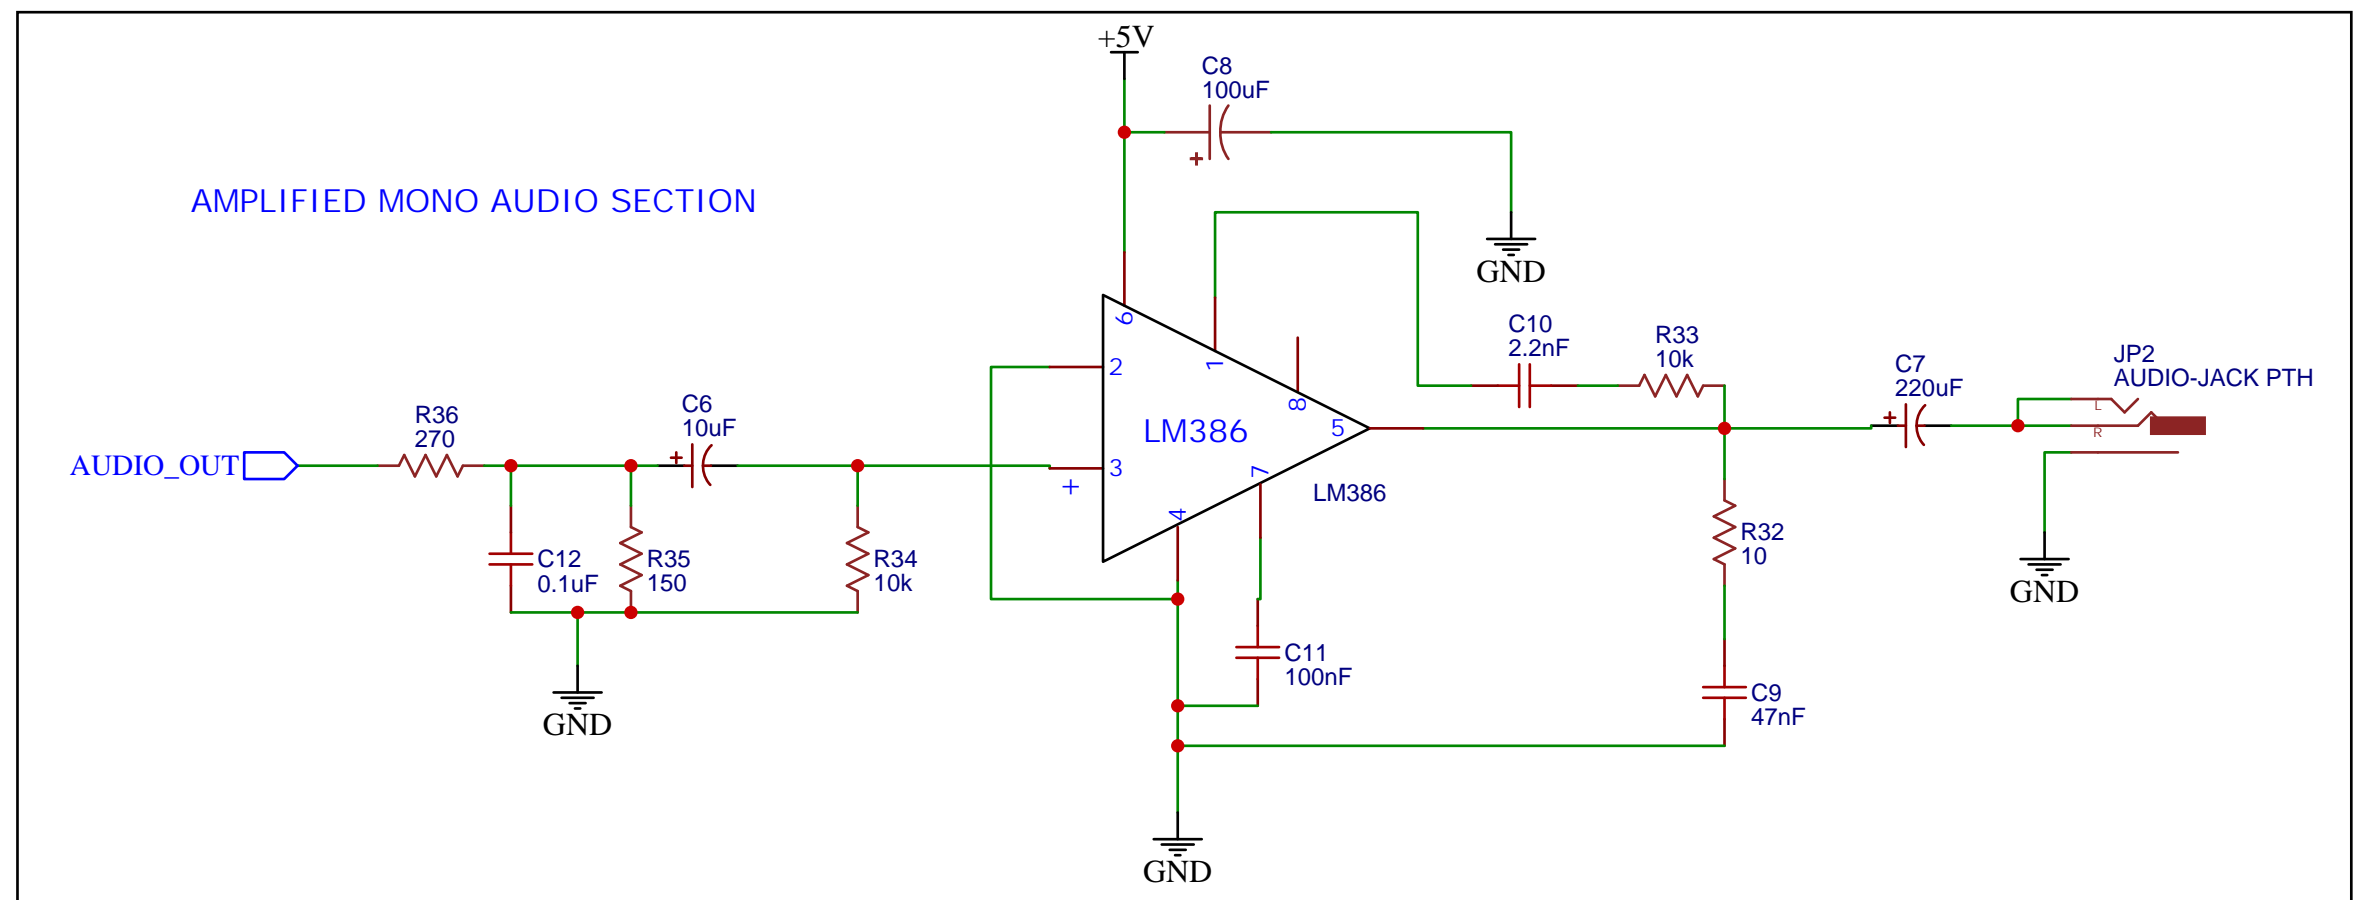 +5V
C8
100uF
AMPLIFIED MONO AUDIO SECTION
GND
6
1
8
2
3
+
LM386
5
7
4
LM386
C10
2.2nF
R33
10k
C7
220uF
JP2
AUDIO-JACK PTH
L
R
GND
R36
270
AUDIO_OUT
C6
10uF
+
C12
0.1uF
R35
150
R34
10k
GND
C11
100nF
R32
10
C9
47nF
GND